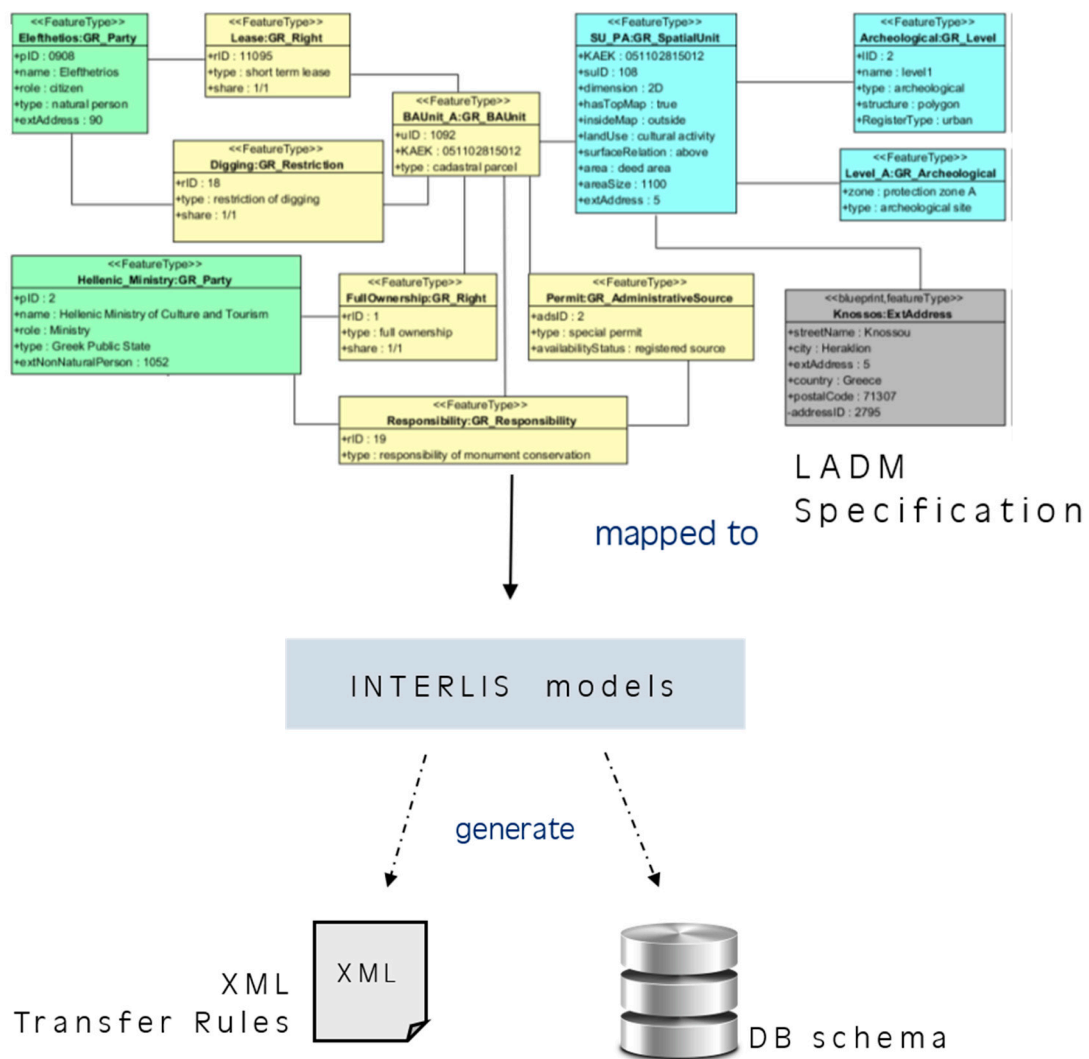 <<FeatureType>>
Elefthetios:GR_Party
+pID : 0908
+name : Elefthetrios
+role : citizen
+type : natural person
+extAddress : 90
<<FeatureType>>
Lease:GR_Right
+rID : 11095
+type : short term lease
+share : 1/1
<<FeatureType>>
BAUnit_A:GR_BAUnit
+uID : 1092
+KAEK : 051102815012
+type : cadastral parcel
<<FeatureType>>
SU_PA:GR_SpatialUnit
+KAEK : 051102815012
+suID : 108
+dimension : 2D
+hasTopMap : true
+insideMap : outside
+landUse : cultural activity
+surfaceRelation : above
+area : deed area
+areaSize : 1100
+extAddress : 5
<<FeatureType>>
Archeological:GR_Level
+lID : 2
+name : level1
+type : archeological
+structure : polygon
+RegisterType : urban
<<FeatureType>>
Level_A:GR_Archeological
+zone : protection zone A
+type : archeological site
<<FeatureType>>
Digging:GR_Restriction
+rID : 18
+type : restriction of digging
+share : 1/1
<<FeatureType>>
Hellenic_Ministry:GR_Party
+pID : 2
+name : Hellenic Ministry of Culture and Tourism
+role : Ministry
+type : Greek Public State
+extNonNaturalPerson : 1052
<<FeatureType>>
FullOwnership:GR_Right
+rID : 1
+type : full ownership
+share : 1/1
<<FeatureType>>
Permit:GR_AdministrativeSource
+adsID : 2
+type : special permit
+availabilityStatus : registered source
<<blueprint,featureType>>
Knossos:ExtAddress
+streetName : Knossou
+city : Heraklion
+extAddress : 5
+country : Greece
+postalCode : 71307
-addressID : 2795
<<FeatureType>>
Responsibility:GR_Responsibility
+rID : 19
+type : responsibility of monument conservation
LADM
Specification
mapped to
INTERLIS models
generate
XML
XML
Transfer Rules
DB schema